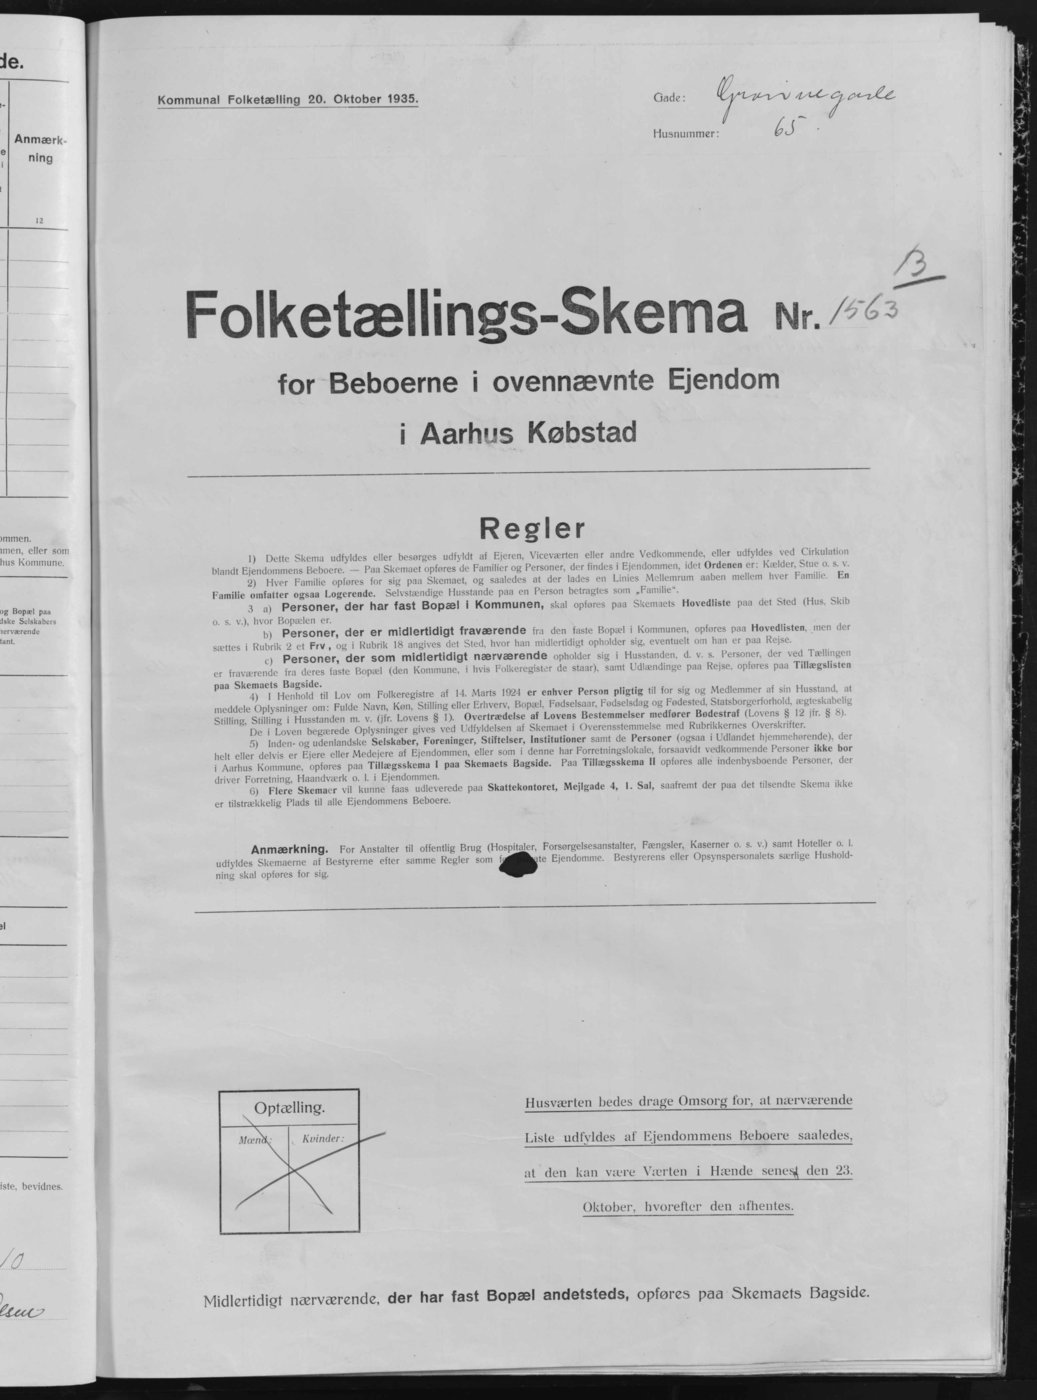 de.
Anmærk-
ning
12
ommen.
mmen, eller som
hus Kommune.
og Bopæl paa
dske Selskabers
nerværende
tant.
el
iste, bevidnes.
10
Kommunal Folketælling 20. Oktober 1935.
Gade: Grønnegade
Husnummer: 65.
B
Folketællings-Skema Nr. 1563
for Beboerne i ovennævnte Ejendom
i Aarhus Købstad
Regler
1) Dette Skema udfyldes eller besørges udfyldt af Ejeren, Viceværten eller andre Vedkommende, eller udfyldes ved Cirkulation
blandt Ejendommens Beboere. — Paa Skemaet opføres de Familier og Personer, der findes i Ejendommen, idet Ordenen er: Kælder, Stue o. s. v.
2) Hver Familie opføres for sig paa Skemaet, og saaledes at der lades en Linies Mellemrum aaben mellem hver Familie. En
Familie omfatter ogsaa Logerende. Selvstændige Husstande paa en Person betragtes som „Familie“.
3 a) Personer, der har fast Bopæl i Kommunen, skal opføres paa Skemaets Hovedliste paa det Sted (Hus, Skib
o. s. v.), hvor Bopælen er.
b) Personer, der er midlertidigt fraværende fra den faste Bopæl i Kommunen, opføres paa Hovedlisten, men der
sættes i Rubrik 2 et Frv, og i Rubrik 18 angives det Sted, hvor han midlertidigt opholder sig, eventuelt om han er paa Rejse.
c) Personer, der som midlertidigt nærværende opholder sig i Husstanden, d. v. s. Personer, der ved Tællingen
er fraværende fra deres faste Bopæl (den Kommune, i hvis Folkeregister de staar), samt Udlændinge paa Rejse, opføres paa Tillægslisten
paa Skemaets Bagside.
4) I Henhold til Lov om Folkeregistre af 14. Marts 1924 er enhver Person pligtig til for sig og Medlemmer af sin Husstand, at
meddele Oplysninger om: Fulde Navn, Køn, Stilling eller Erhverv, Bopæl, Fødselsaar, Fødselsdag og Fødested, Statsborgerforhold, ægteskabelig
Stilling, Stilling i Husstanden m. v. (jfr. Lovens § 1). Overtrædelse af Lovens Bestemmelser medfører Bødestraf (Lovens § 12 jfr. § 8).
De i Loven begærede Oplysninger gives ved Udfyldelsen af Skemaet i Overensstemmelse med Rubrikkernes Overskrifter.
5) Inden- og udenlandske Selskaber, Foreninger, Stiftelser, Institutioner samt de Personer (ogsaa i Udlandet hjemmehørende), der
helt eller delvis er Ejere eller Medejere af Ejendommen, eller som i denne har Forretningslokale, forsaavidt vedkommende Personer ikke bor
i Aarhus Kommune, opføres paa Tillægsskema I paa Skemaets Bagside. Paa Tillægsskema II opføres alle indenbysboende Personer, der
driver Forretning, Haandværk o. l. i Ejendommen.
6) Flere Skemaer vil kunne faas udleverede paa Skattekontoret, Mejlgade 4, 1. Sal, saafremt der paa det tilsendte Skema ikke
er tilstrækkelig Plads til alle Ejendommens Beboere.
Anmærkning. For Anstalter til offentlig Brug (Hospitaler, Forsørgelsesanstalter, Fængsler, Kaserner o. s. v.) samt Hoteller o. l.
udfyldes Skemaerne af Bestyrerne efter samme Regler som Ejendomme. Bestyrerens eller Opsynspersonalets særlige Hushold-
ning skal opføres for sig.
Optælling.
Mænd: Kvinder:
Husværten bedes drage Omsorg for, at nærværende
Liste udfyldes af Ejendommens Beboere saaledes,
at den kan være Værten i Hænde senest den 23.
Oktober, hvorefter den afhentes.
Midlertidigt nærværende, der har fast Bopæl andetsteds, opføres paa Skemaets Bagside.